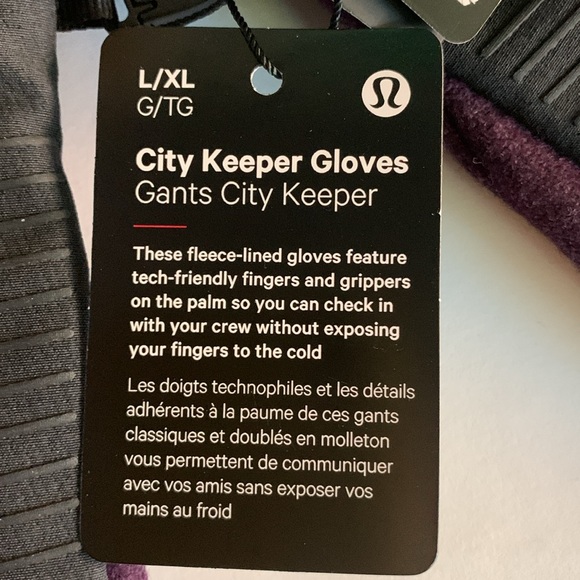 L/XL
G/TG
City Keeper Gloves
Gants City Keeper
These fleece-lined gloves feature
tech-friendly fingers and grippers
on the palm so you can check in
with your crew without exposing
your fingers to the cold
Les doigts technophiles et les détails
adhérents à la paume de ces gants
classiques et doublés en molleton
vous permettent de communiquer
avec vos amis sans exposer vos
mains au froid